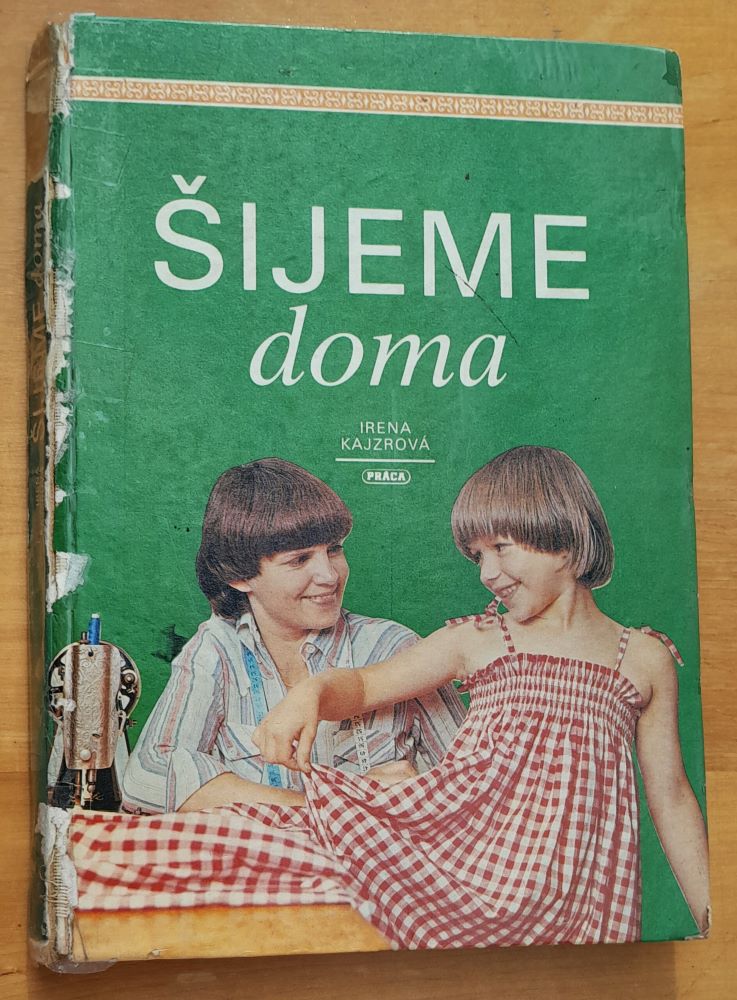 ŠIJEME
doma
IRENA
KAJZROVÁ
PRÁCA
ŠIJEME doma